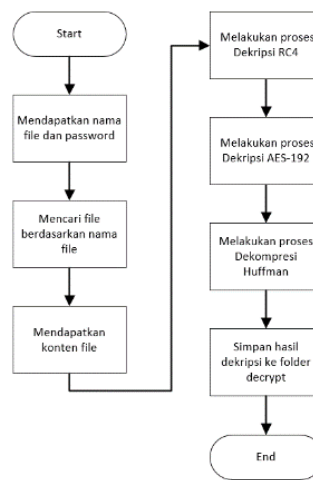 Start
Mendapatkan nama
file dan password
Mencari file
berdasarkan nama
file
Mendapatkan
konten file
Melakukan proses
Dekripsi RC4
Melakukan proses
Dekripsi AES-192
Melakukan proses
Dekompresi
Huffman
Simpan hasil
dekripsi ke folder
decrypt
End